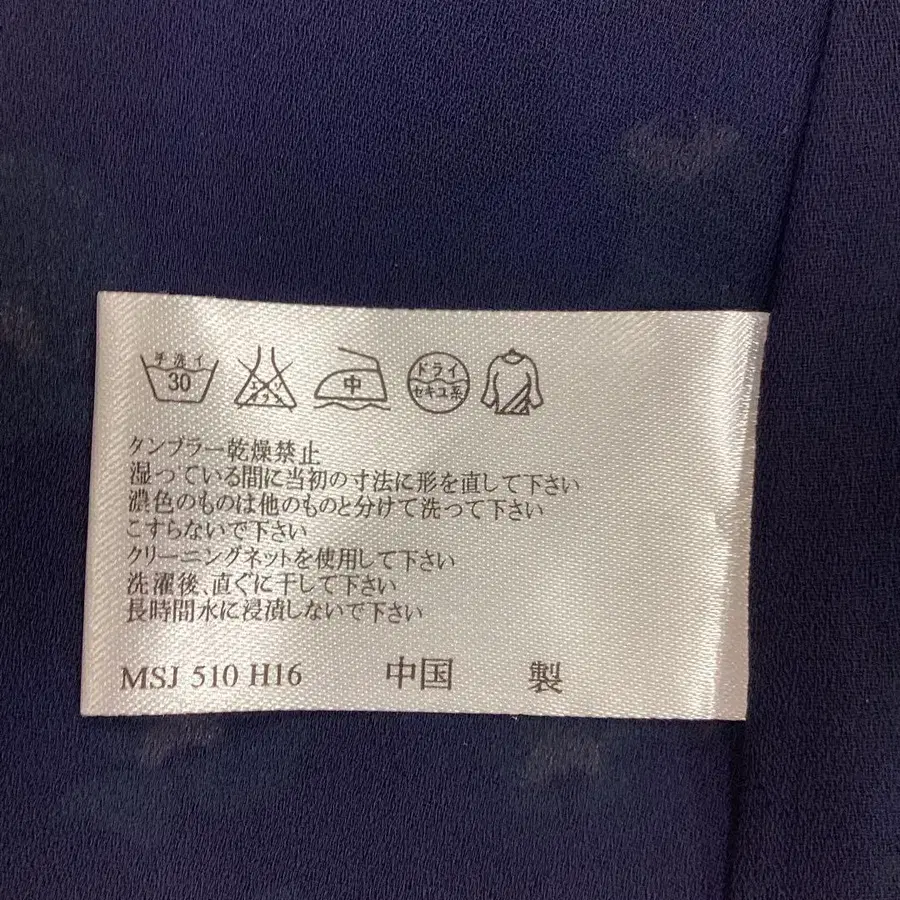 手洗イ 30 エンソ サラシ 中 ドライ セキユ系
タンブラー乾燥禁止
湿っている間に当初の寸法に形を直して下さい
濃色のものは他のものと分けて洗って下さい
こすらないで下さい
クリーニングネットを使用して下さい
洗濯後、直ぐに干して下さい
長時間水に浸漬しないで下さい
MSJ 510 H16 中国 製